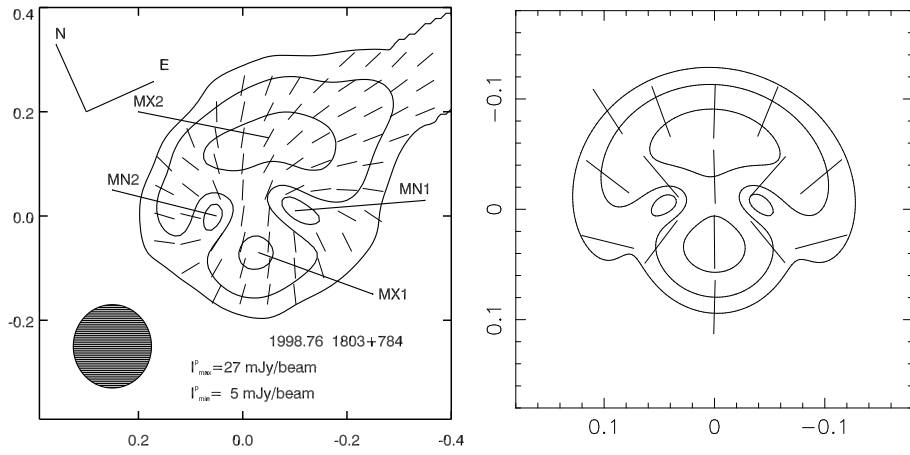 0.4
0.2
0.0
-0.2
0.2
0.0
-0.2
-0.4
N
E
MX2
MN2
MN1
MX1
1998.76 1803+784
I^p_max=27 mJy/beam
I^p_mie= 5 mJy/beam
-0.1
0
0.1
0.1
0
-0.1